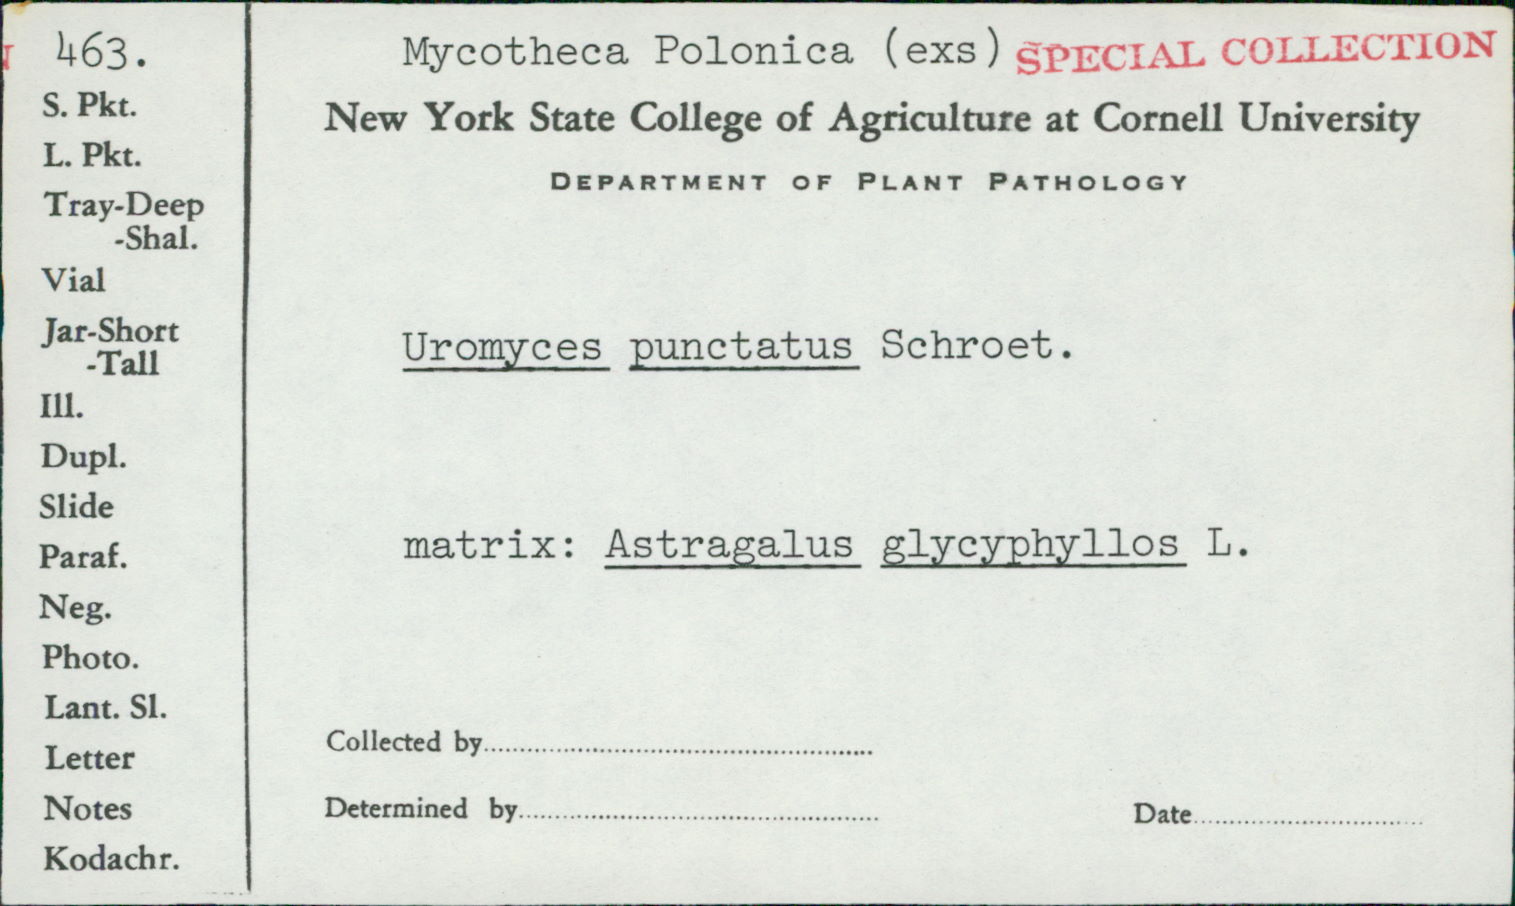 463.
Mycotheca Polonica (exs) SPECIAL COLLECTION
New York State College of Agriculture at Cornell University
DEPARTMENT OF PLANT PATHOLOGY
S. Pkt.
L. Pkt.
Tray-Deep
-Shal.
Vial
Jar-Short
-Tall
Ill.
Dupl.
Slide
Paraf.
Neg.
Photo.
Lant. Sl.
Letter
Notes
Kodachr.
Uromyces punctatus Schroet.
matrix: Astragalus glycyphyllos L.
Collected by
Determined by
Date